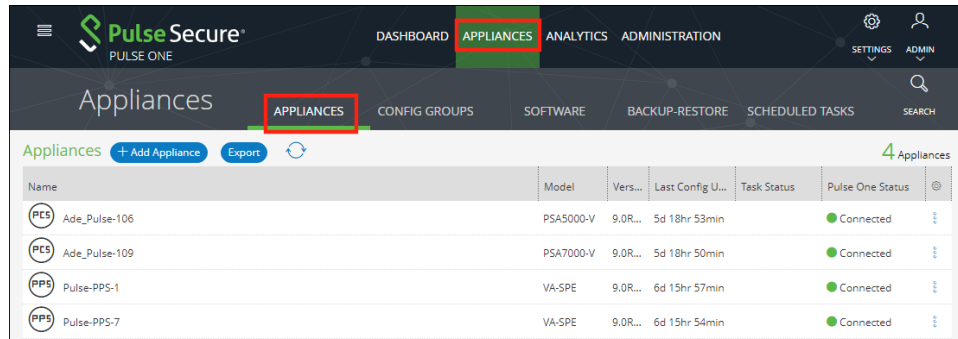 Pulse Secure®
PULSE ONE
DASHBOARD APPLIANCES ANALYTICS ADMINISTRATION
SETTINGS ADMIN
Appliances
APPLIANCES CONFIG GROUPS SOFTWARE BACKUP-RESTORE SCHEDULED TASKS
SEARCH
Appliances + Add Appliance Export 4 Appliances
Name Model Vers... Last Config U... Task Status Pulse One Status
PCS Ade_Pulse-106 PSA5000-V 9.0R... 5d 18hr 53min Connected
PCS Ade_Pulse-109 PSA7000-V 9.0R... 5d 18hr 50min Connected
PPS Pulse-PPS-1 VA-SPE 9.0R... 6d 15hr 57min Connected
PPS Pulse-PPS-7 VA-SPE 9.0R... 6d 15hr 54min Connected